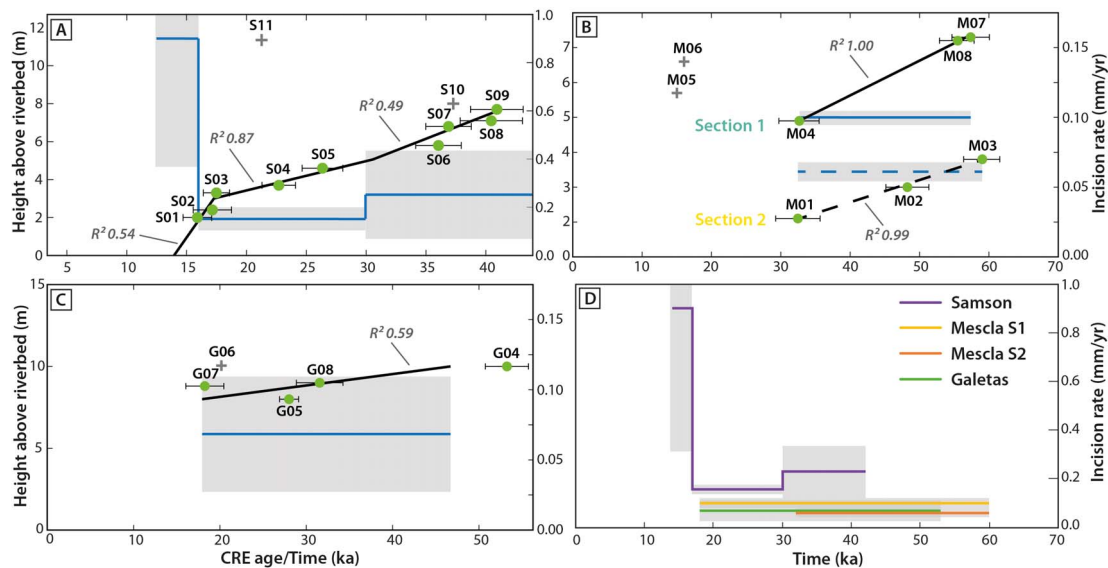 A
12
10
8
6
4
2
0
Height above riverbed (m)
1.0
0.8
0.6
0.4
0.2
0.0
5
10
15
20
25
30
35
40
S11
S10
S09
S07
S08
S06
S05
S04
S03
S02
S01
R² 0.49
R² 0.87
R² 0.54
B
7
6
5
4
3
2
1
0.15
0.10
0.05
0.00
Incision rate (mm/yr)
0
10
20
30
40
50
60
70
M07
M08
M06
M05
M04
M03
M02
M01
R² 1.00
R² 0.99
Section 1
Section 2
C
15
10
5
0
Height above riverbed (m)
0.15
0.10
0.05
0.00
0
10
20
30
40
50
CRE age/Time (ka)
G06
G07
G08
G05
G04
R² 0.59
D
Samson
Mescla S1
Mescla S2
Galetas
1.0
0.8
0.6
0.4
0.2
0.0
Incision rate (mm/yr)
0
10
20
30
40
50
60
70
Time (ka)